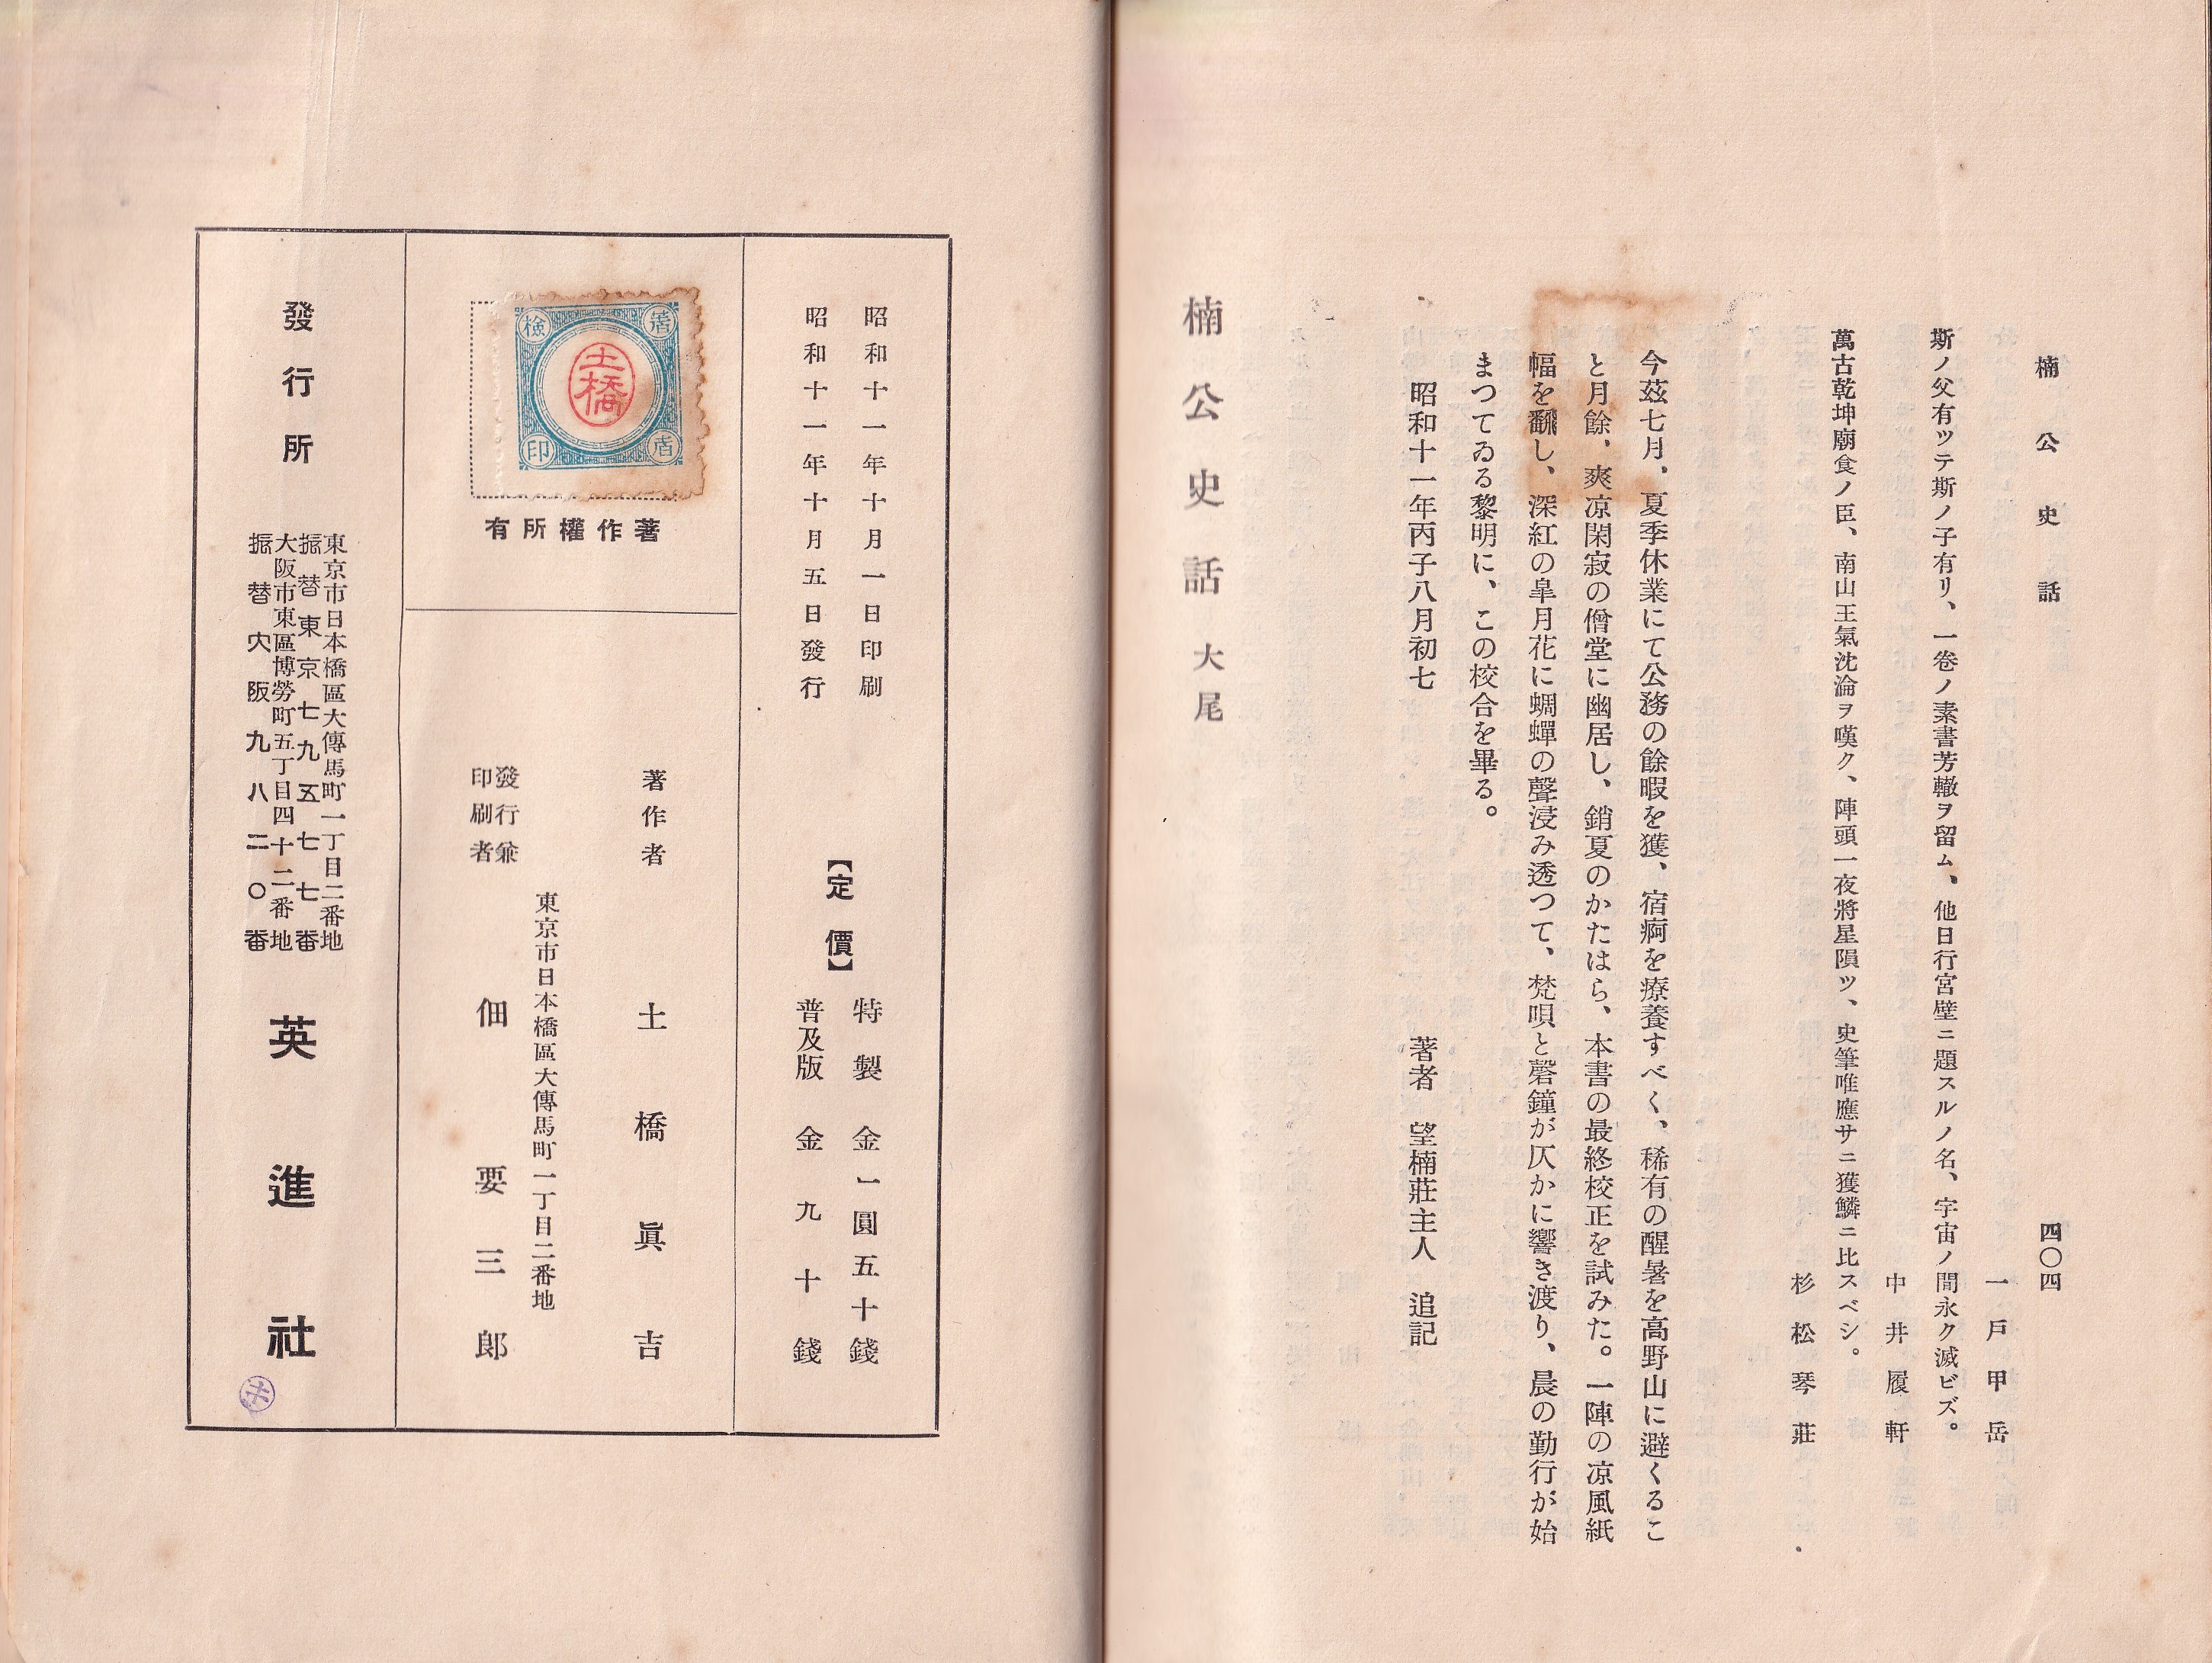 楠公史話
四〇四
一戸甲岳
斯ノ父有ツテ斯ノ子有リ、一卷ノ素書芳轍ヲ留ム、他日行宮壁ニ題スルノ名、宇宙ノ間永ク滅ビズ。
中井履軒
萬古乾坤廟食ノ臣、南山王氣沈淪ヲ嘆ク、陣頭一夜將星隕ツ、史筆唯應サニ獲麟ニ比スベシ。
杉松琴莊
今茲七月、夏季休業にて公務の餘暇を獲、宿痾を療養すべく、稀有の酲暑を高野山に避くるこ
と月餘、爽凉閑寂の僧堂に幽居し、銷夏のかたはら、本書の最終校正を試みた。一陣の凉風紙
幅を飜し、深紅の皐月花に蜩蟬の聲浸み透つて、梵唄と磬鐘が仄かに響き渡り、晨の勤行が始
まつてゐる黎明に、この校合を畢る。
昭和十一年丙子八月初七
著者 望楠莊主人 追記
楠公史話 大尾
昭和十一年十月一日印刷
昭和十一年十月五日發行
【定價】
特製 金一圓五十錢
普及版 金九十錢
著者
檢印
土橋
著作權所有
著作者 土橋眞吉
東京市日本橋區大傳馬町一丁目二番地
發行兼
印刷者 佃要三郎
發行所
東京市日本橋區大傳馬町一丁目二番地
振替東京七九五七七番
大阪市東區博勞町五丁目四十二番地
振替大阪九八二〇番
英進社